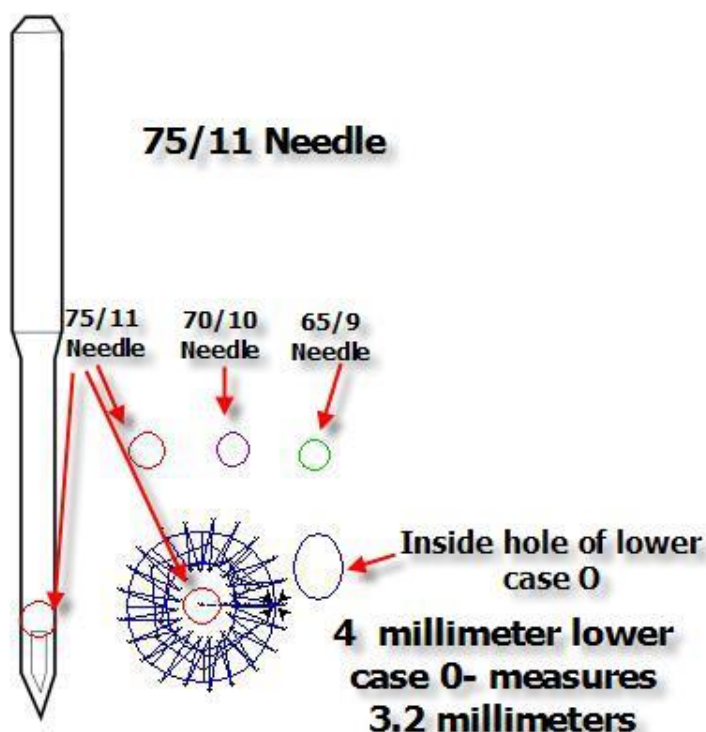 75/11 Needle
75/11
Needle
70/10
Needle
65/9
Needle
Inside hole of lower
case O
4 millimeter lower
case 0- measures
3.2 millimeters